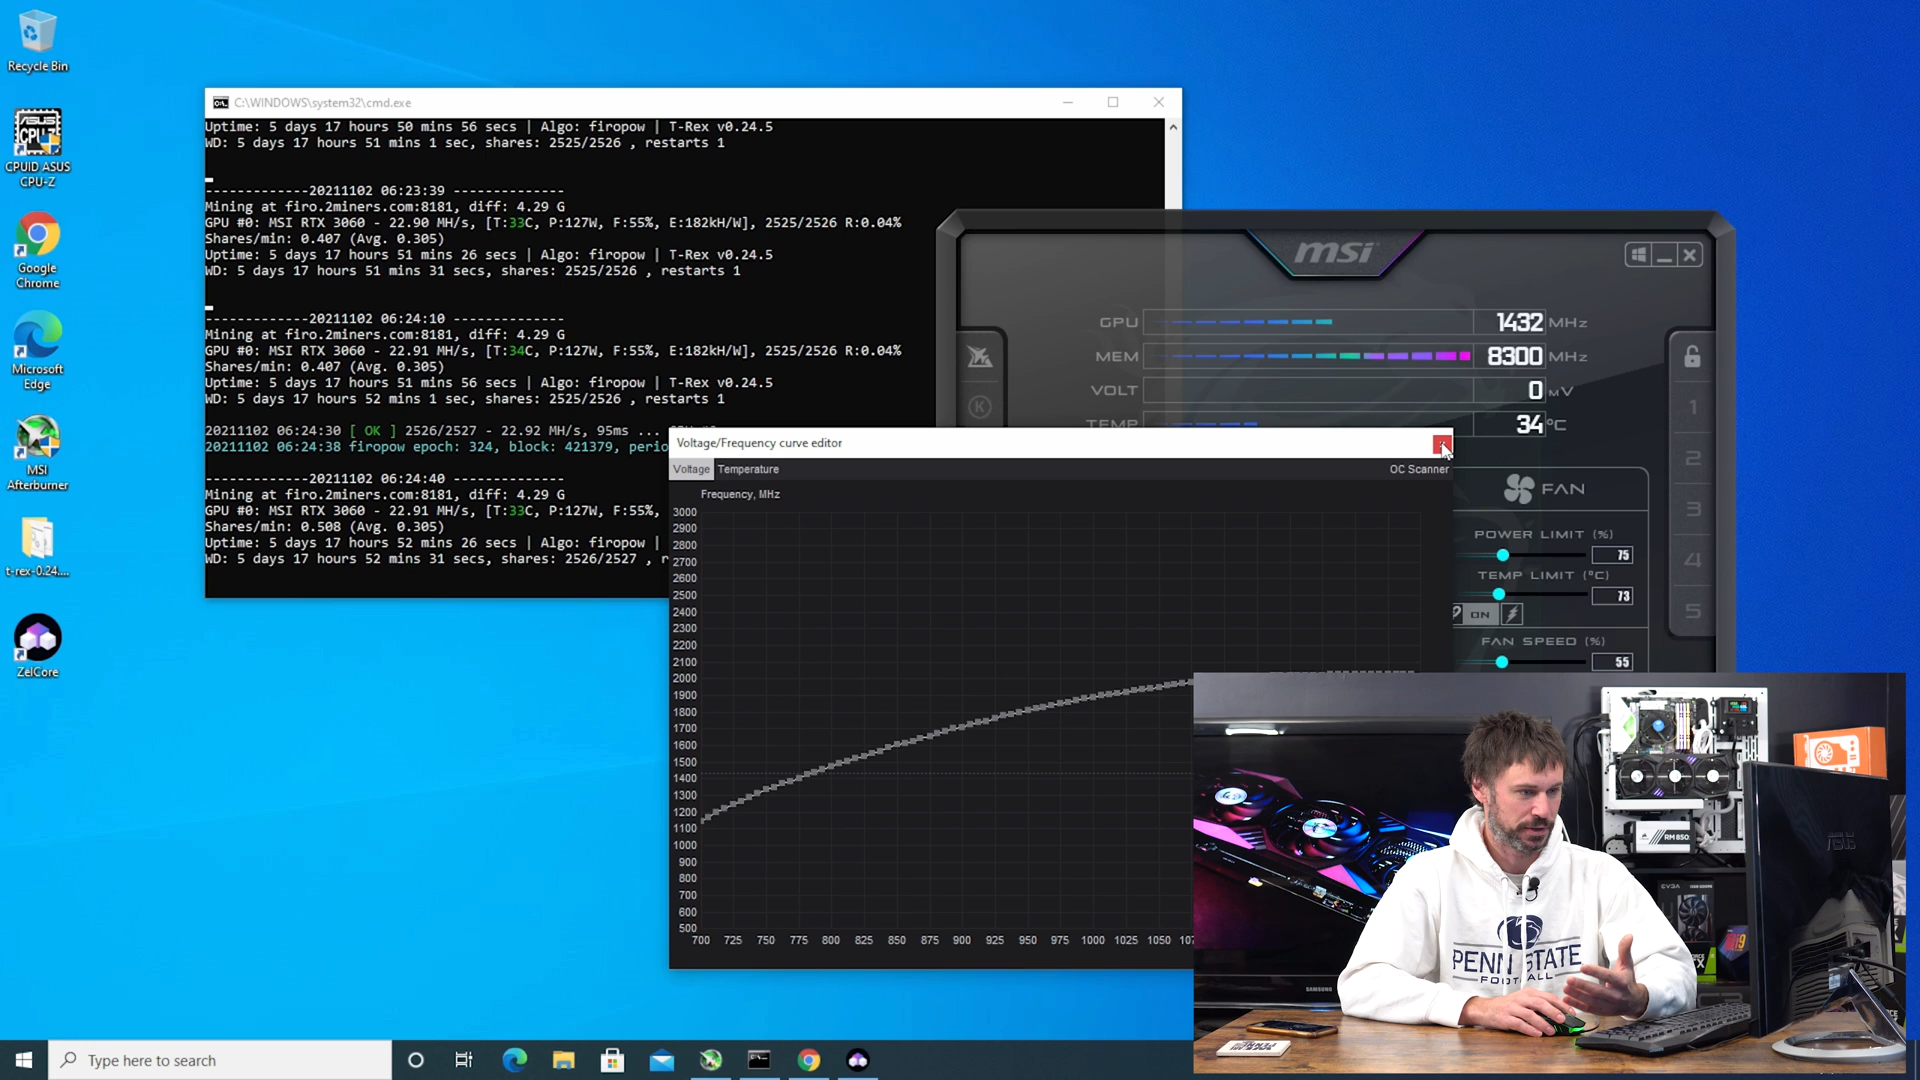 Recycle Bin
CPUID ASUS
CPU-Z
Google
Chrome
Microsoft
Edge
MSI
Afterburner
t-rex-0.24....
ZelCore
C:\WINDOWS\system32\cmd.exe
Uptime: 5 days 17 hours 50 mins 56 secs | Algo: firopow | T-Rex v0.24.5
WD: 5 days 17 hours 51 mins 1 sec, shares: 2525/2526 , restarts 1
-------------20211102 06:23:39 --------------
Mining at firo.2miners.com:8181, diff: 4.29 G
GPU #0: MSI RTX 3060 - 22.90 MH/s, [T:33C, P:127W, F:55%, E:182kH/W], 2525/2526 R:0.04%
Shares/min: 0.407 (Avg. 0.305)
Uptime: 5 days 17 hours 51 mins 26 secs | Algo: firopow | T-Rex v0.24.5
WD: 5 days 17 hours 51 mins 31 secs, shares: 2525/2526 , restarts 1
-------------20211102 06:24:10 --------------
Mining at firo.2miners.com:8181, diff: 4.29 G
GPU #0: MSI RTX 3060 - 22.91 MH/s, [T:34C, P:127W, F:55%, E:182kH/W], 2525/2526 R:0.04%
Shares/min: 0.407 (Avg. 0.305)
Uptime: 5 days 17 hours 51 mins 56 secs | Algo: firopow | T-Rex v0.24.5
WD: 5 days 17 hours 52 mins 1 sec, shares: 2525/2526 , restarts 1
20211102 06:24:30 [ OK ] 2526/2527 - 22.92 MH/s, 95ms ...
20211102 06:24:38 firopow epoch: 324, block: 421379, perio
-------------20211102 06:24:40 --------------
Mining at firo.2miners.com:8181, diff: 4.29 G
GPU #0: MSI RTX 3060 - 22.91 MH/s, [T:33C, P:127W, F:55%,
Shares/min: 0.508 (Avg. 0.305)
Uptime: 5 days 17 hours 52 mins 26 secs | Algo: firopow |
WD: 5 days 17 hours 52 mins 31 secs, shares: 2526/2527 , r
msi
GPU 1432 MHz
MEM 8300 MHz
VOLT 0 mV
TEMP 34 °C
K
1
2
3
4
5
FAN
POWER LIMIT (%)
75
TEMP LIMIT (°C)
73
ON
FAN SPEED (%)
55
Voltage/Frequency curve editor
Voltage Temperature OC Scanner
Frequency, MHz
3000
2900
2800
2700
2600
2500
2400
2300
2200
2100
2000
1900
1800
1700
1600
1500
1400
1300
1200
1100
1000
900
800
700
600
500
700 725 750 775 800 825 850 875 900 925 950 975 1000 1025 1050 107
RM 850
EVGA
ASUS
i9
SAMSUNG
PENN STATE
FOOTBALL
Type here to search